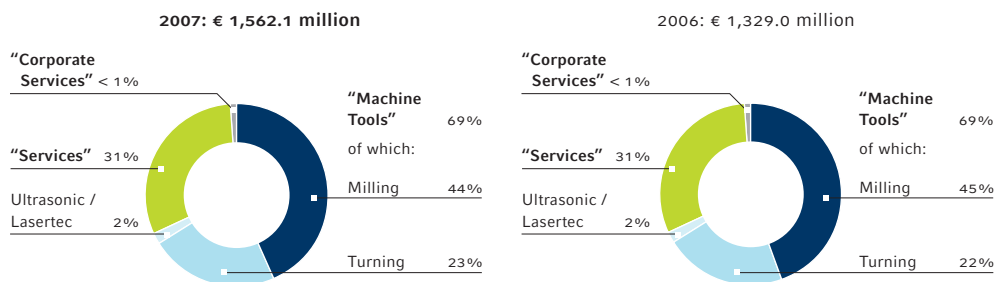 2007: € 1,562.1 million
“Corporate
Services” < 1%
“Machine
Tools” 69%
of which:
“Services” 31%
Milling 44%
Ultrasonic /
Lasertec 2%
Turning 23%
2006: € 1,329.0 million
“Corporate
Services” < 1%
“Machine
Tools” 69%
of which:
“Services” 31%
Milling 45%
Ultrasonic /
Lasertec 2%
Turning 22%